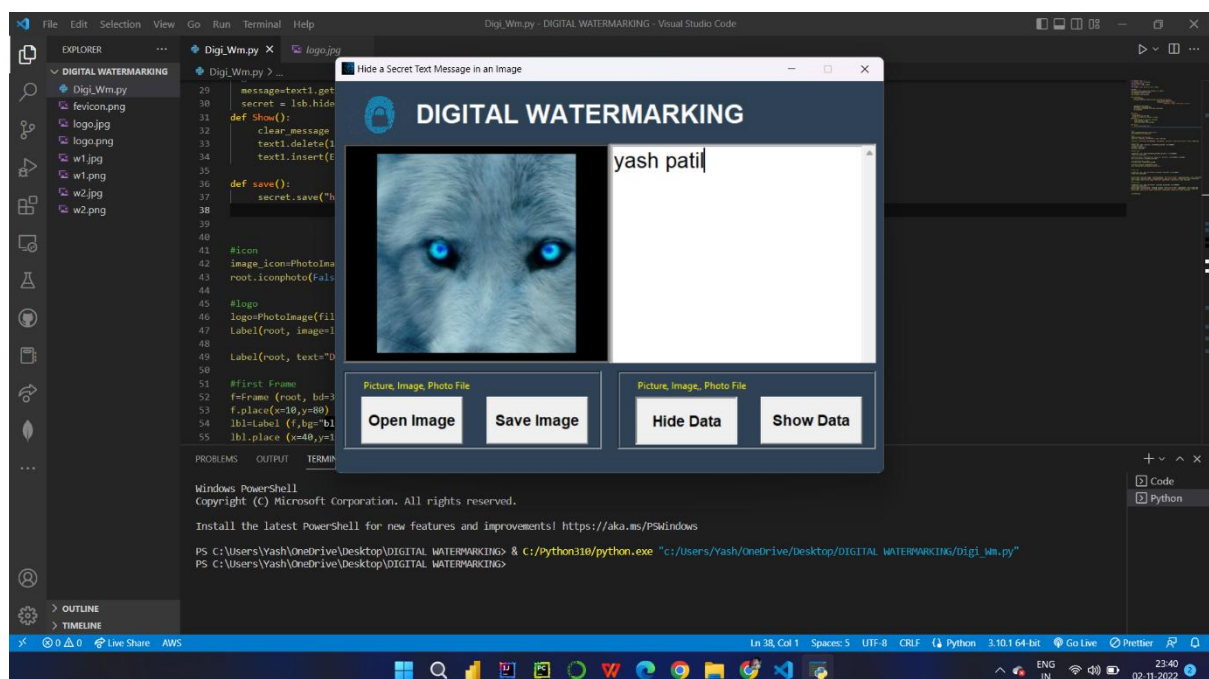 File Edit Selection View Go Run Terminal Help
Digi_Wm.py - DIGITAL WATERMARKING - Visual Studio Code
EXPLORER
Digi_Wm.py
logo.jpg
DIGITAL WATERMARKING
Digi_Wm.py
fevicon.png
logo.jpg
logo.png
w1.jpg
w1.png
w2.jpg
w2.png
OUTLINE
TIMELINE
Digi_Wm.py > ...
29 message=text1.get
30 secret = lsb.hide
31 def Show():
32 clear_message
33 text1.delete(1
34 text1.insert(E
35
36 def save():
37 secret.save("h
38
39
40
41 #icon
42 image_icon=PhotoIma
43 root.iconphoto(Fals
44
45 #logo
46 logo=PhotoImage(fil
47 Label(root, image=l
48
49 Label(root, text="D
50
51 #first Frame
52 f=Frame (root, bd=3
53 f.place(x=10,y=80)
54 lbl=Label (f,bg="bl
55 lbl.place (x=40,y=1
Hide a Secret Text Message in an Image
DIGITAL WATERMARKING
yash patil
Picture, Image, Photo File
Open Image Save Image
Picture, Image,, Photo File
Hide Data Show Data
PROBLEMS OUTPUT TERMIN
Code
Python
Windows PowerShell
Copyright (C) Microsoft Corporation. All rights reserved.
Install the latest PowerShell for new features and improvements! https://aka.ms/PSWindows
PS C:\Users\Yash\OneDrive\Desktop\DIGITAL WATERMARKING> & C:/Python310/python.exe "c:/Users/Yash/OneDrive/Desktop/DIGITAL WATERMARKING/Digi_Wm.py"
PS C:\Users\Yash\OneDrive\Desktop\DIGITAL WATERMARKING>
0 0 Live Share AWS
Ln 38, Col 1 Spaces: 5 UTF-8 CRLF Python 3.10.1 64-bit Go Live Prettier
ENG
IN
23:40
02-11-2022
2